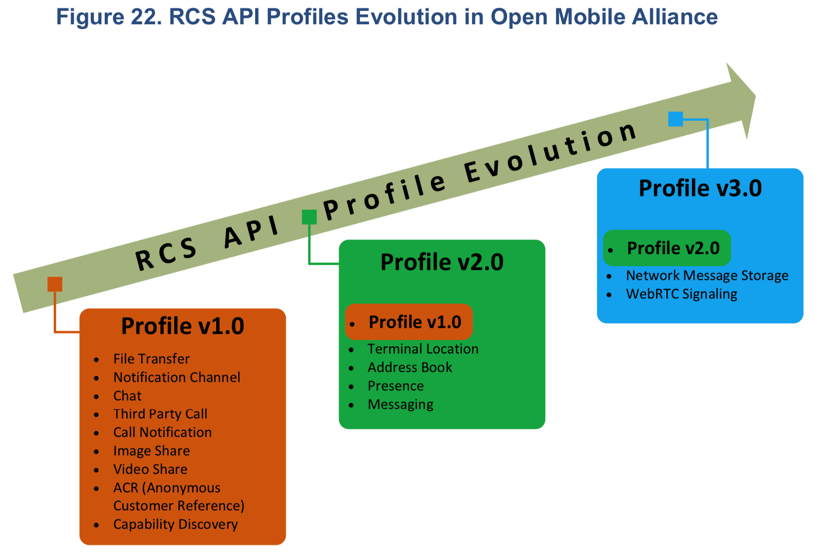 Figure 22. RCS API Profiles Evolution in Open Mobile Alliance
RCS API Profile Evolution
Profile v1.0
• File Transfer
• Notification Channel
• Chat
• Third Party Call
• Call Notification
• Image Share
• Video Share
• ACR (Anonymous
Customer Reference)
• Capability Discovery
Profile v2.0
• Profile v1.0
• Terminal Location
• Address Book
• Presence
• Messaging
Profile v3.0
• Profile v2.0
• Network Message Storage
• WebRTC Signaling